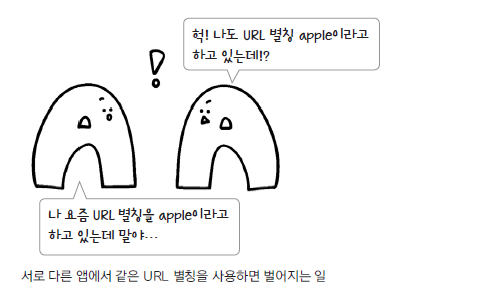 헉! 나도 URL 별칭 apple이라고
하고 있는데!?
!
나 요즘 URL 별칭을 apple이라고
하고 있는데 말야…
서로 다른 앱에서 같은 URL 별칭을 사용하면 벌어지는 일